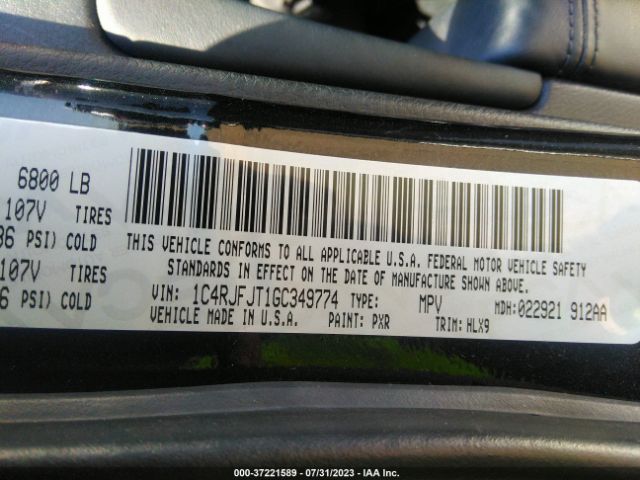 6800 LB
107V TIRES
36 PSI) COLD
107V TIRES
6 PSI) COLD
THIS VEHICLE CONFORMS TO ALL APPLICABLE U.S.A. FEDERAL MOTOR VEHICLE SAFETY
STANDARDS IN EFFECT ON THE DATE OF MANUFACTURE SHOWN ABOVE.
VIN: 1C4RJFJT1GC349774 TYPE: MPV MDH:022921 912AA
VEHICLE MADE IN U.S.A. PAINT: PXR TRIM: HLX9
000-37221589 - 07/31/2023 - IAA Inc.